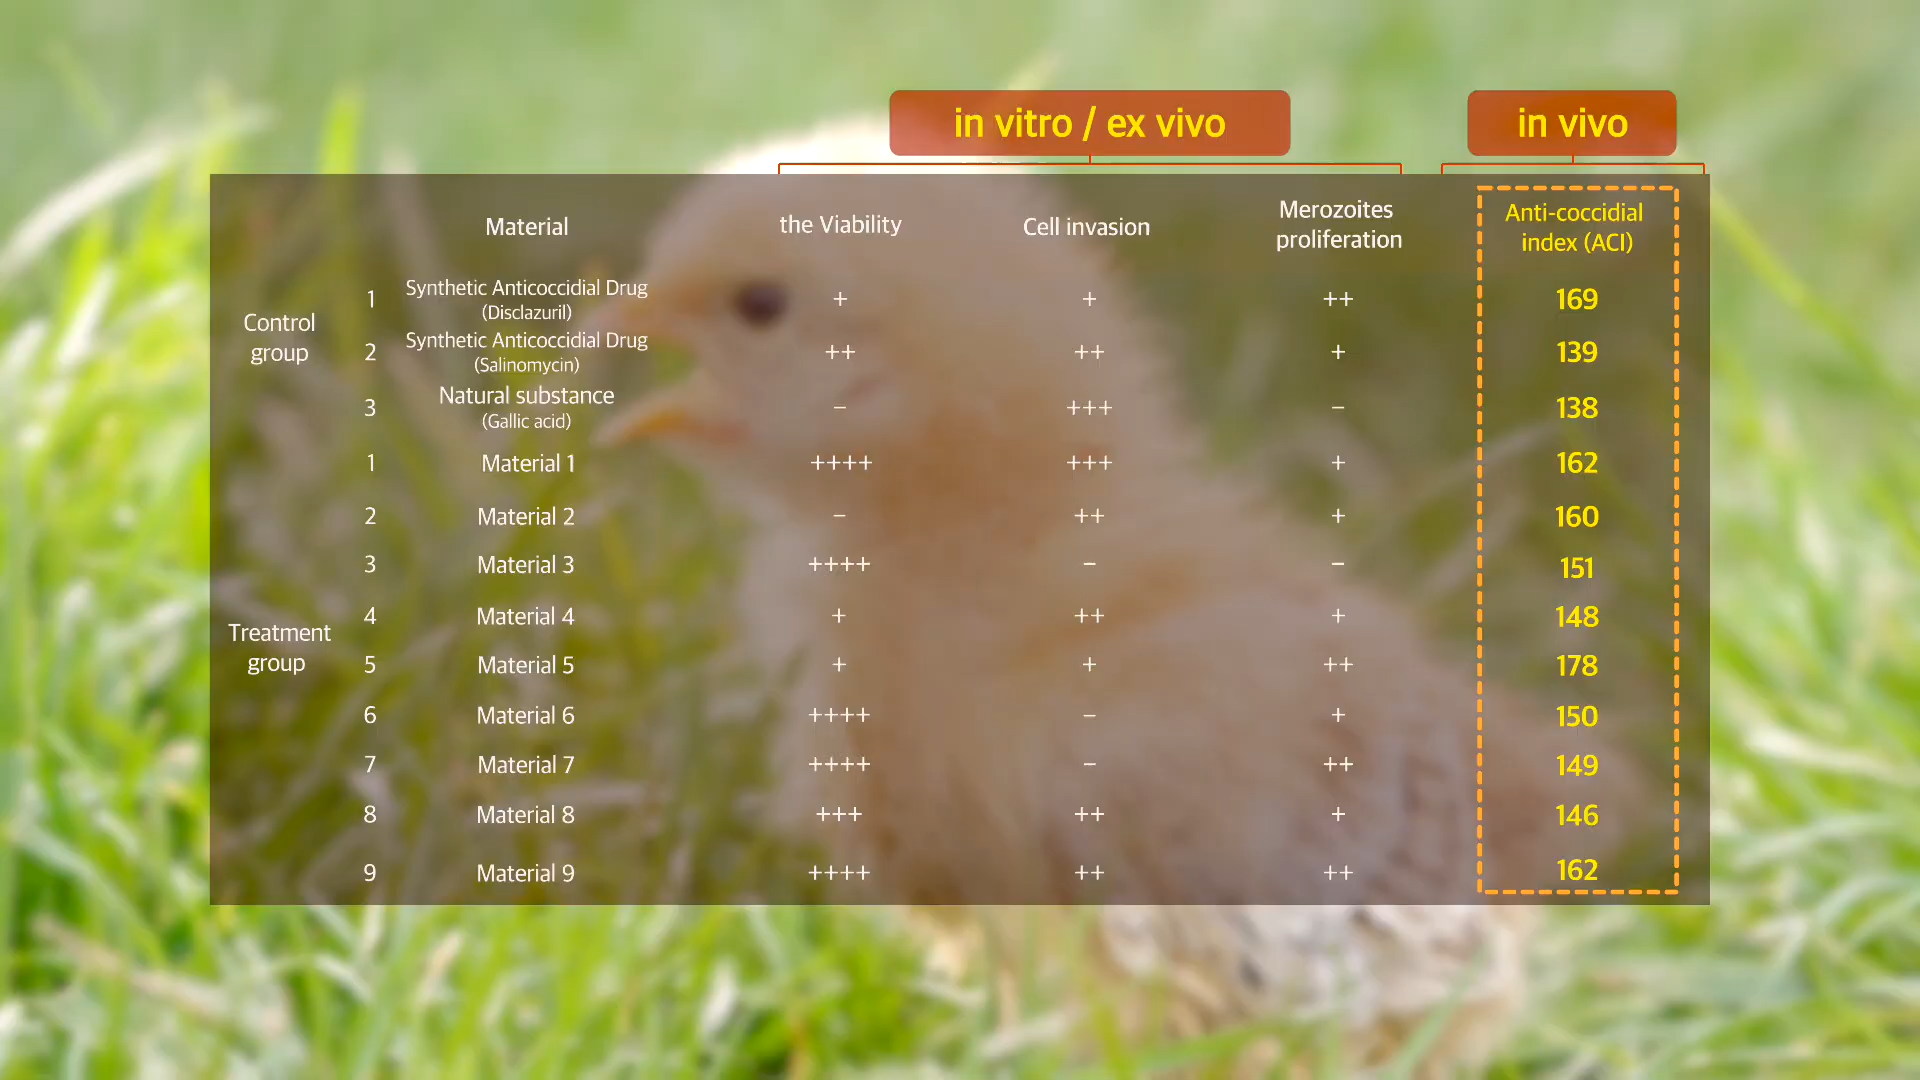 in vitro / ex vivo
in vivo
Material
the Viability
Cell invasion
Merozoites
proliferation
Anti-coccidial
index (ACI)
Control
group
1 Synthetic Anticoccidial Drug + + ++ 169
(Disclazuril)
2 Synthetic Anticoccidial Drug ++ ++ + 139
(Salinomycin)
3 Natural substance – +++ – 138
(Gallic acid)
Treatment
group
1 Material 1 ++++ +++ + 162
2 Material 2 – ++ + 160
3 Material 3 ++++ – – 151
4 Material 4 + ++ + 148
5 Material 5 + + ++ 178
6 Material 6 ++++ – + 150
7 Material 7 ++++ – ++ 149
8 Material 8 +++ ++ + 146
9 Material 9 ++++ ++ ++ 162